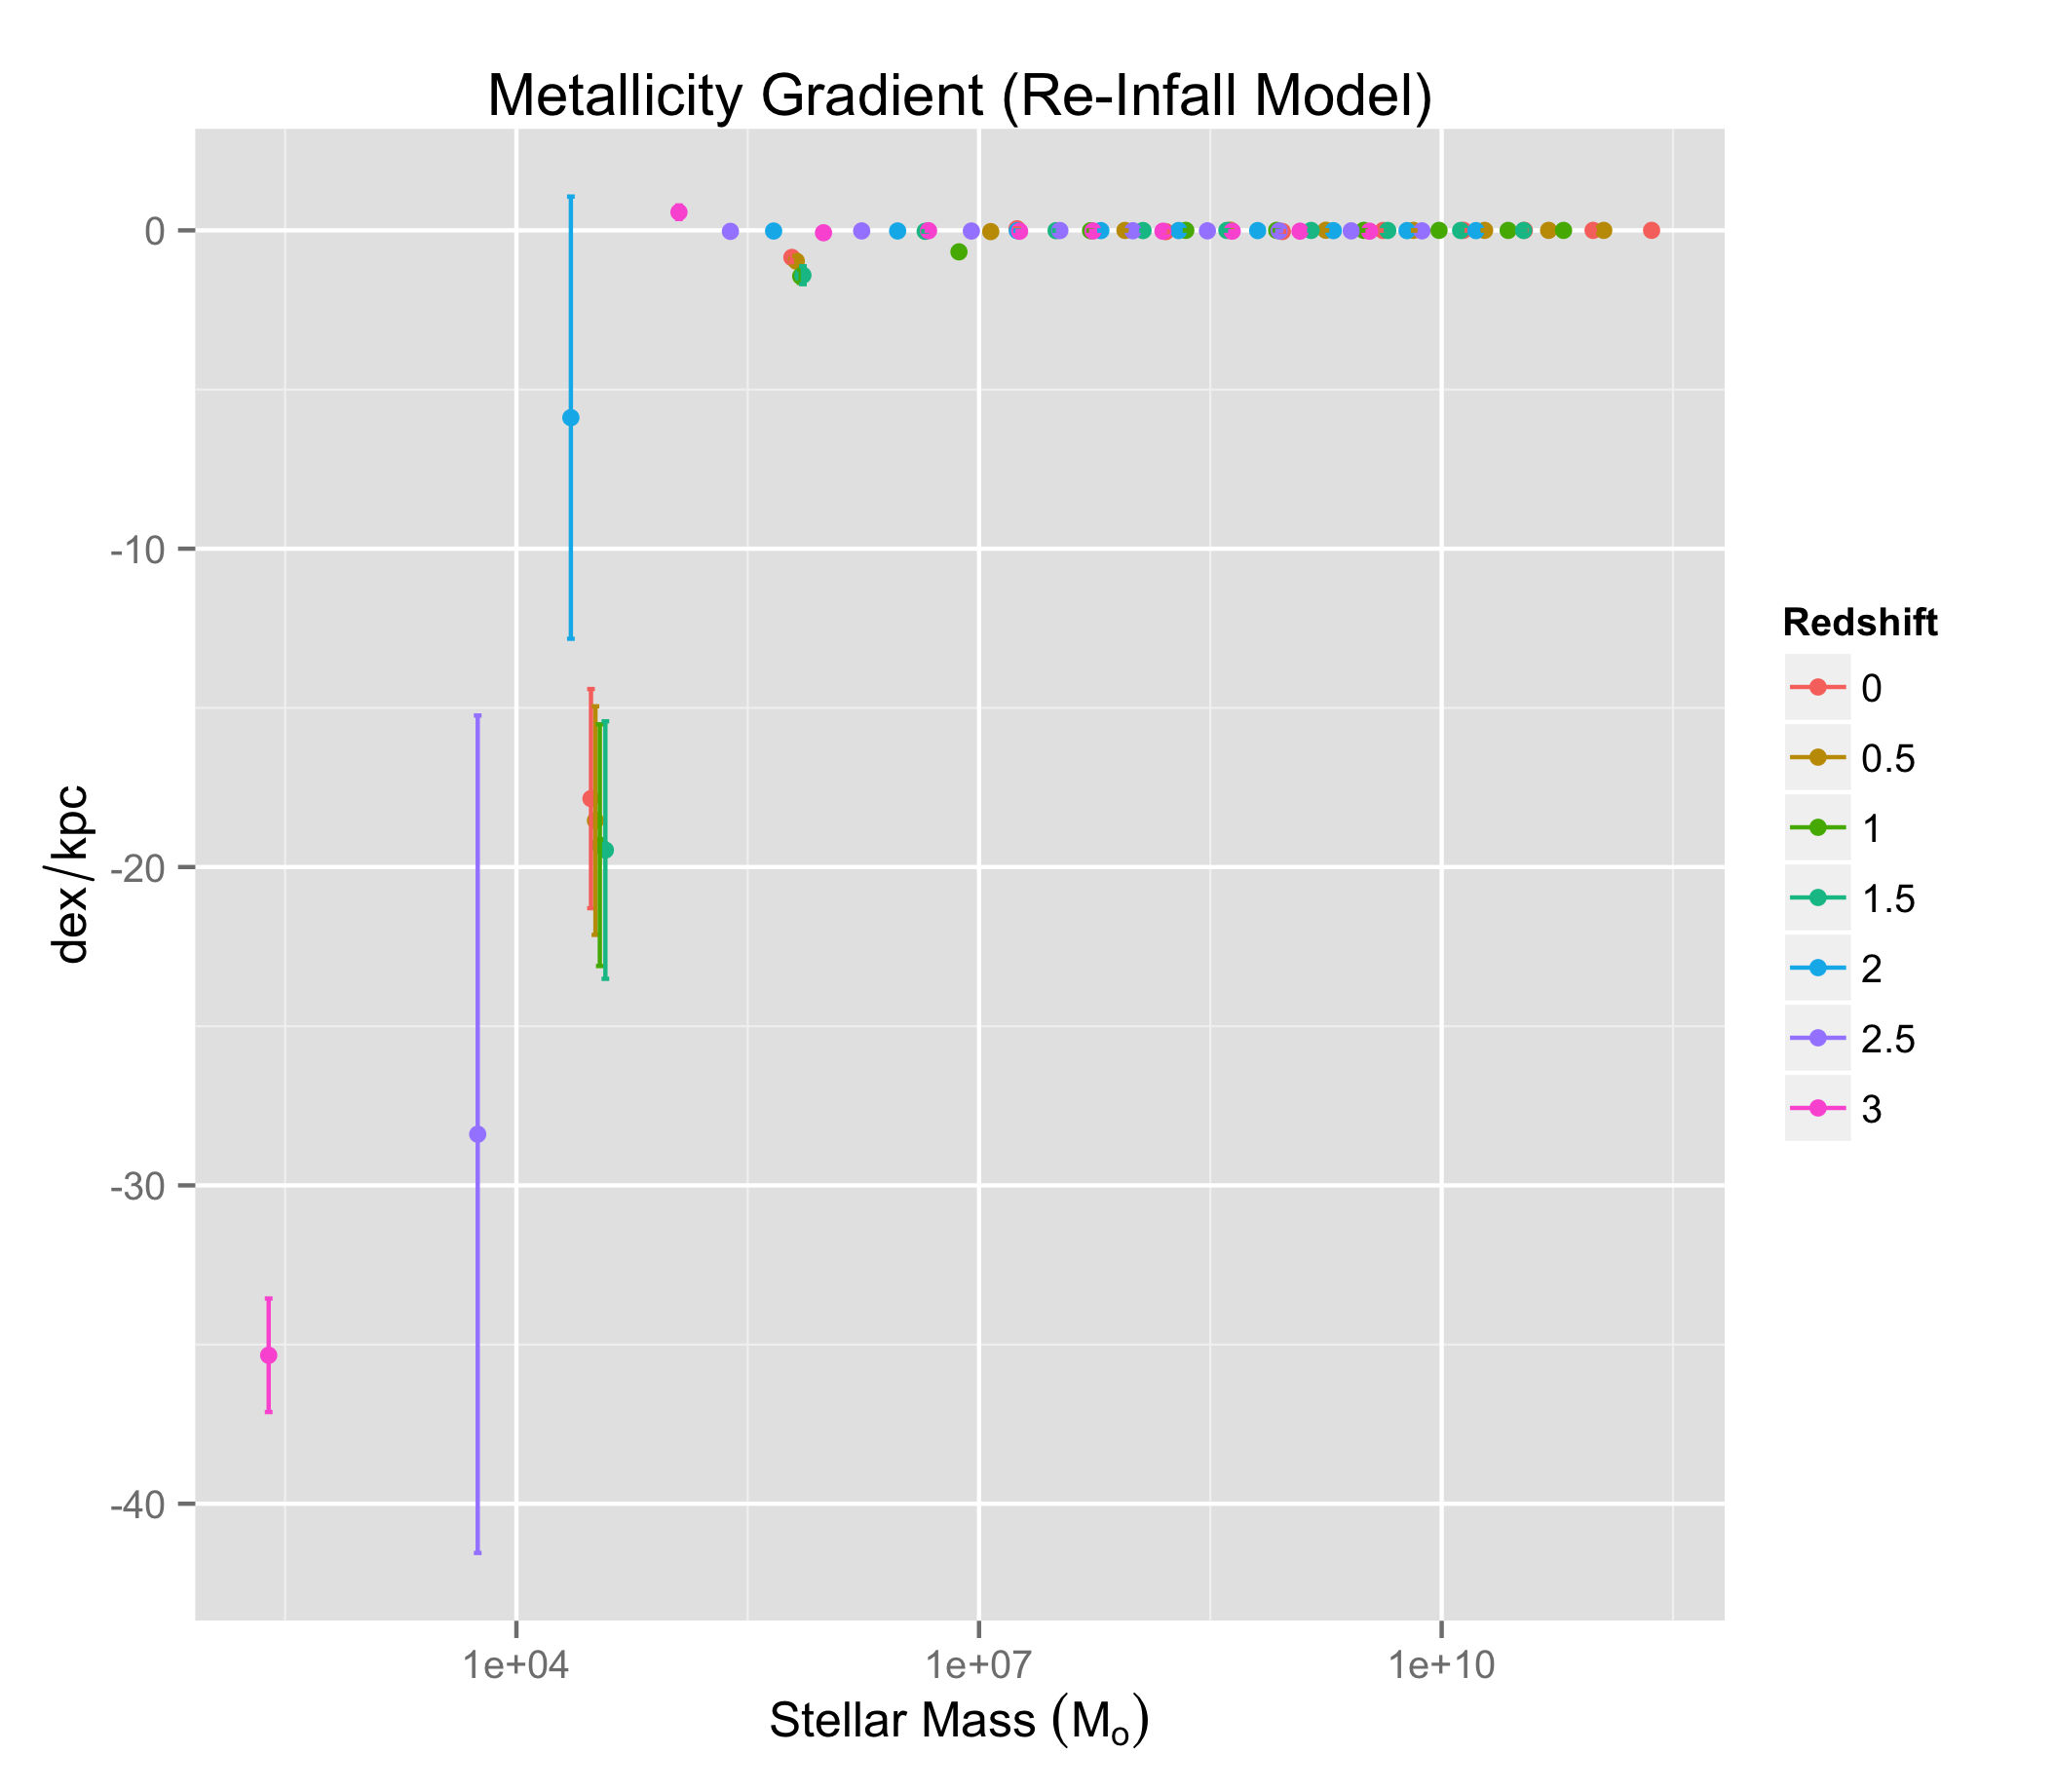 Metallicity Gradient (Re-Infall Model)
0
-10
-20
-30
-40
dex/kpc
1e+04
1e+07
1e+10
Stellar Mass (Mo)
Redshift
0
0.5
1
1.5
2
2.5
3